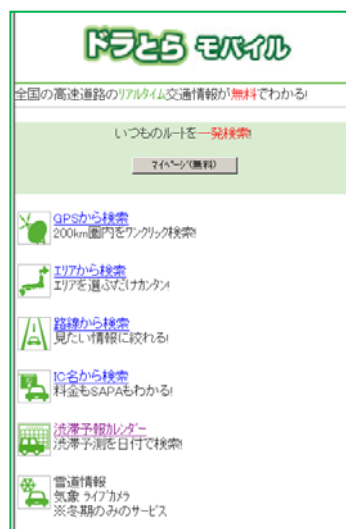 ドラとら モバイル
全国の高速道路のリアルタイム交通情報が無料でわかる!
いつものルートを一発検索!
マイページ(無料)
GPSから検索
200km圏内をワンクリック検索!
エリアから検索
エリアを選ぶだけカンタン!
路線から検索
見たい情報に絞れる!
IC名から検索
料金もSAPAもわかる!
渋滞予報カレンダー
渋滞予測を日付で検索!
雪道情報
気象 ライブカメラ
※冬期のみのサービス